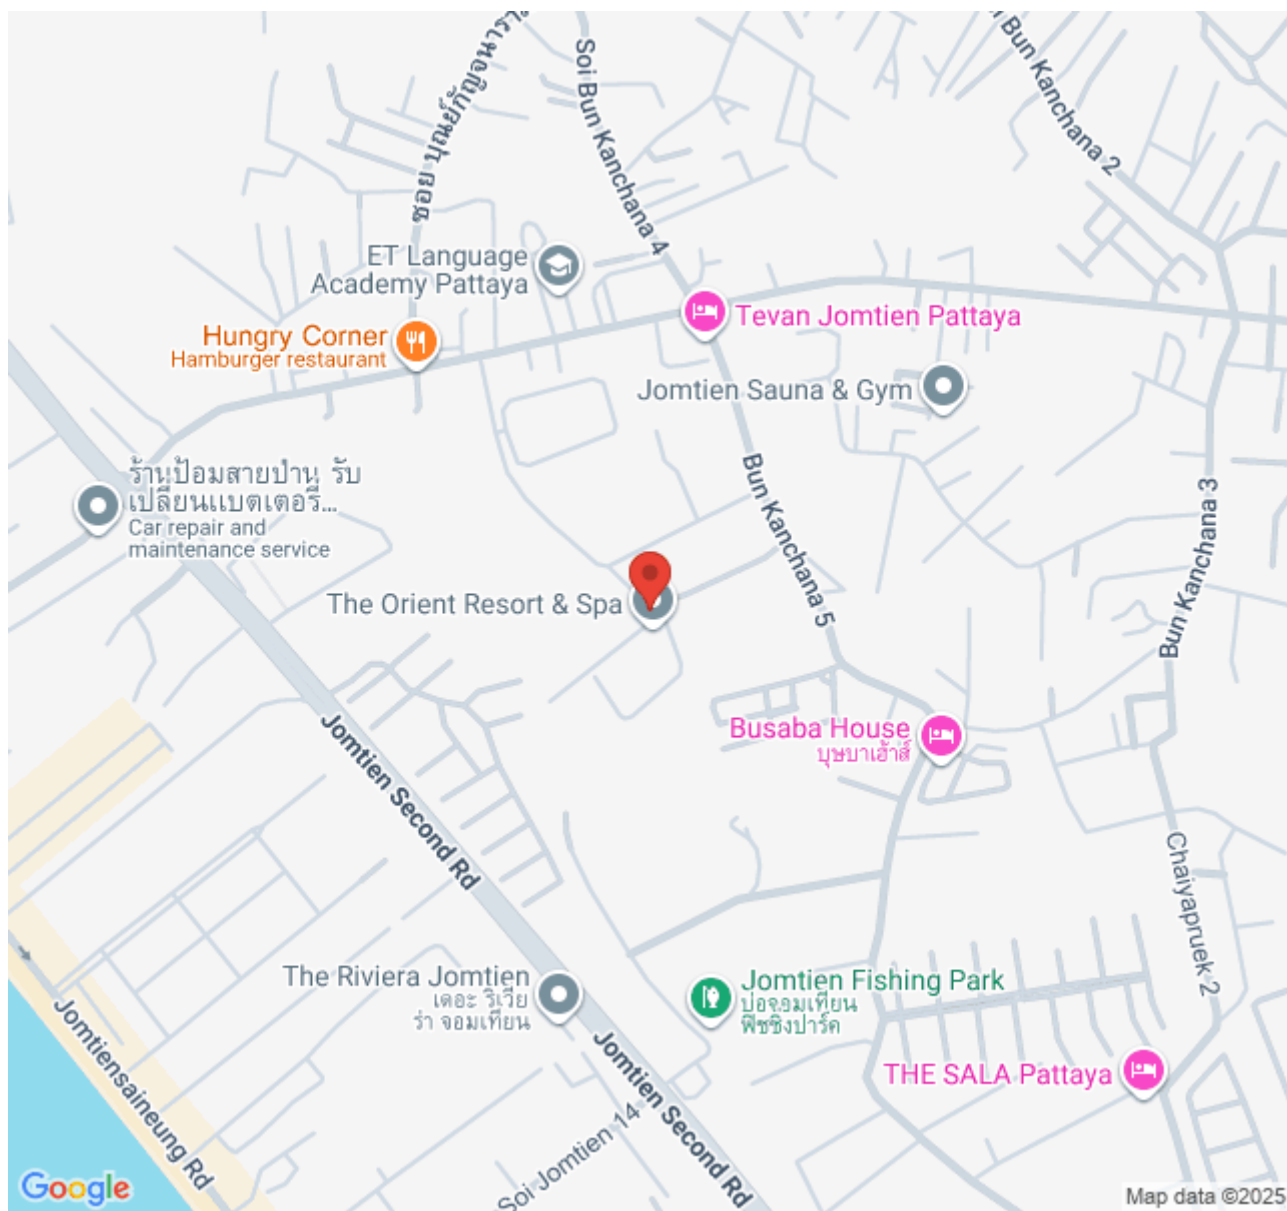 ซอย บุณย์กัญจนารา
Soi Bun Kanchana 4
Bun Kanchana 2
ET Language
Academy Pattaya
Hungry Corner
Hamburger restaurant
Tevan Jomtien Pattaya
Jomtien Sauna & Gym
ร้านป้อมสายป่าน รับ
เปลี่ยนแบตเตอรี่...
Car repair and
maintenance service
Bun Kanchana 5
Bun Kanchana 3
The Orient Resort & Spa
Jomtien Second Rd
Busaba House
บุษบาเฮ้าส์
Chaiyapruek 2
The Riviera Jomtien
เดอะ ริเวีย
ร่า จอมเทียน
Jomtien Fishing Park
บ่อจอมเทียน
ฟิชชิ่งปาร์ค
Jomtiensaineung Rd
Jomtien Second Rd
THE SALA Pattaya
Soi Jomtien 14
Google
Map data ©2025